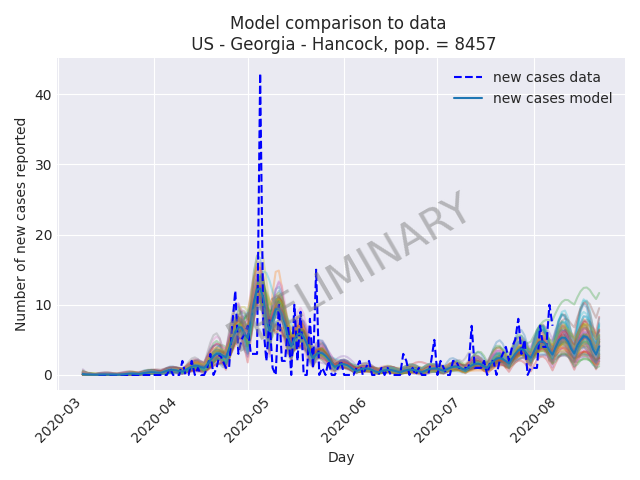 Model comparison to data
US - Georgia - Hancock, pop. = 8457
new cases data
new cases model
Number of new cases reported
40
30
20
10
0
2020-03
2020-04
2020-05
2020-06
2020-07
2020-08
Day